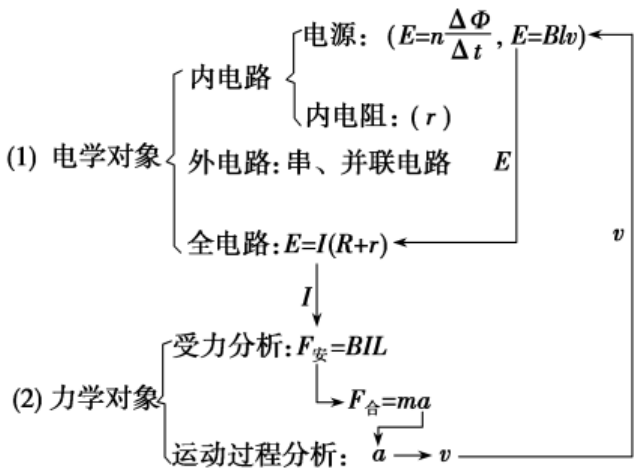 电源：(E=nΔΦ/Δt, E=Blv)
内电路
内电阻：(r)
(1) 电学对象
外电路：串、并联电路
E
全电路：E=I(R+r)
v
I
受力分析：F安=BIL
(2) 力学对象
F合=ma
运动过程分析： a v